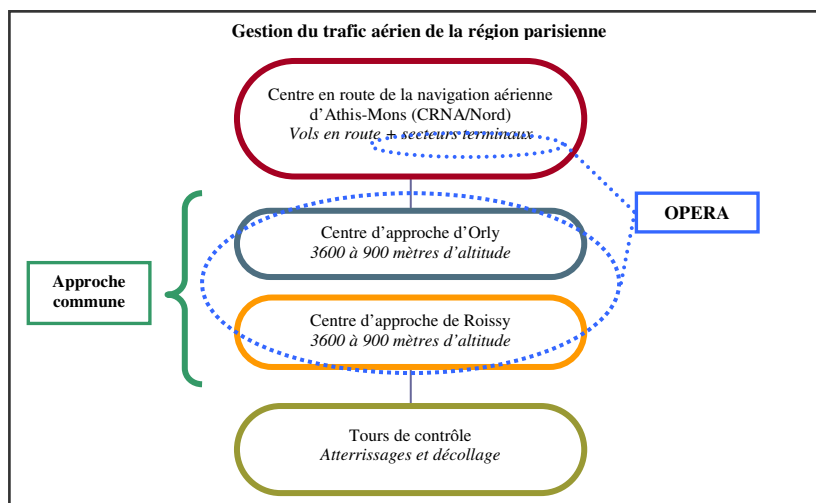 Gestion du trafic aérien de la région parisienne
Centre en route de la navigation aérienne
d'Athis-Mons (CRNA/Nord)
Vols en route + secteurs terminaux
OPERA
Centre d'approche d'Orly
3600 à 900 mètres d'altitude
Approche
commune
Centre d'approche de Roissy
3600 à 900 mètres d'altitude
Tours de contrôle
Atterrissages et décollage